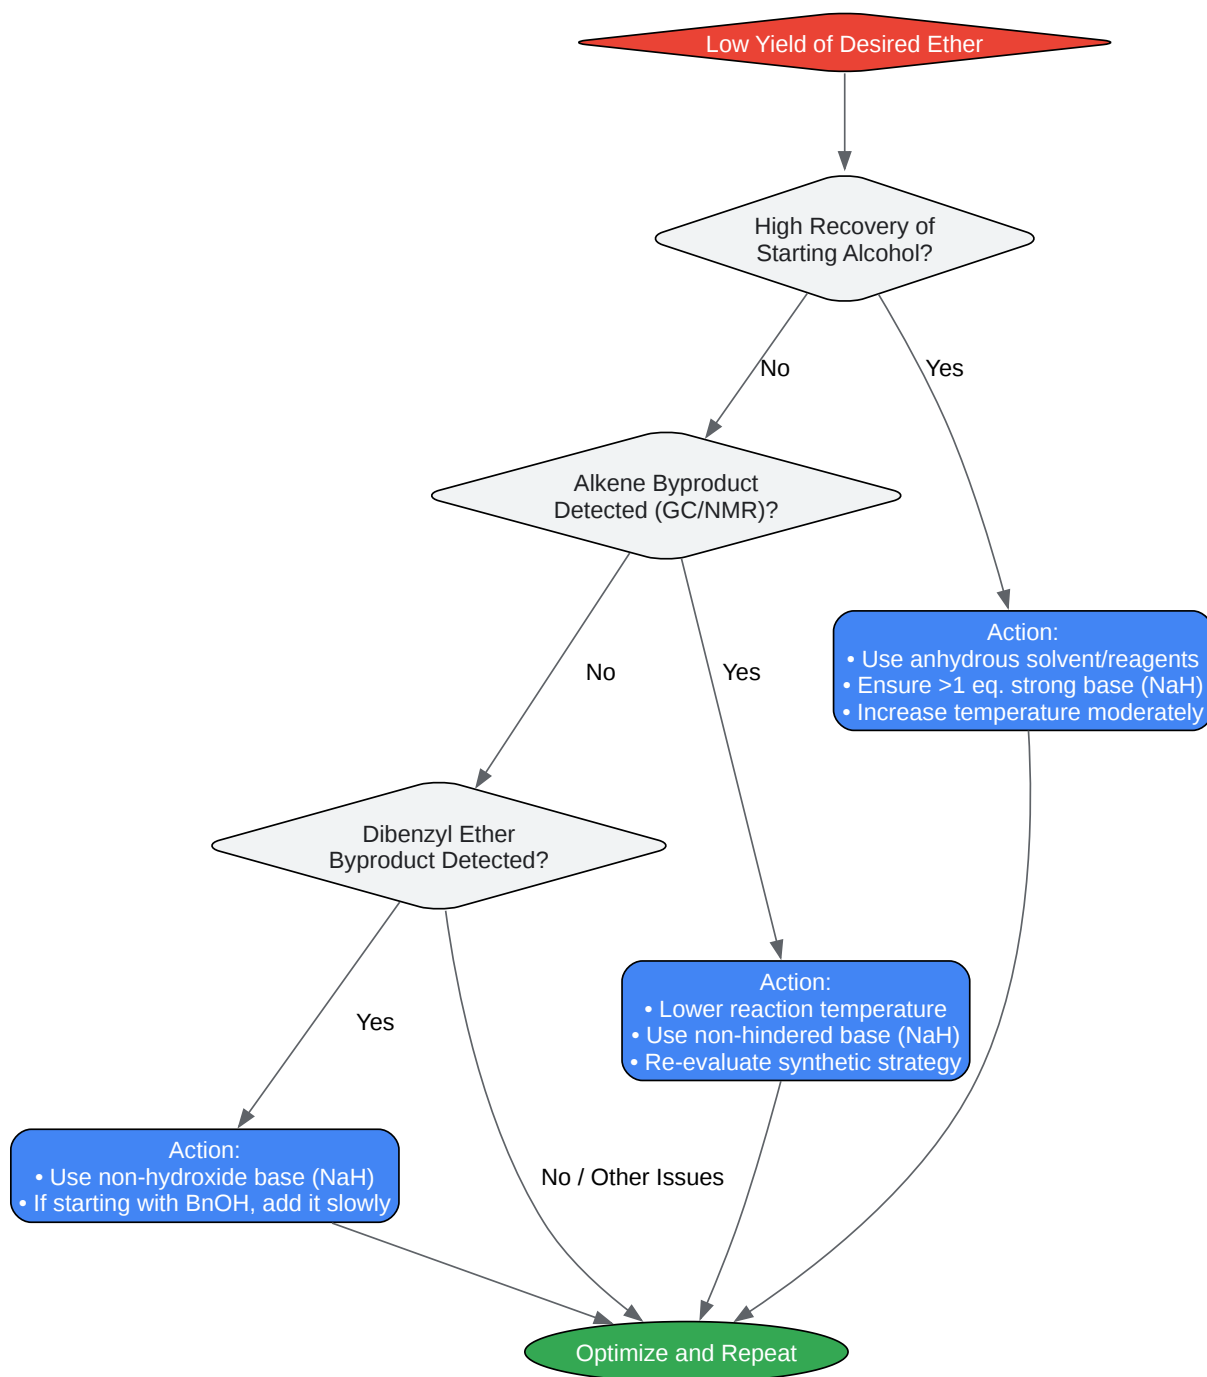 Low Yield of Desired Ether
High Recovery of
Starting Alcohol?
No
Yes
Alkene Byproduct
Detected (GC/NMR)?
Action:
• Use anhydrous solvent/reagents
• Ensure >1 eq. strong base (NaH)
• Increase temperature moderately
No
Yes
Dibenzyl Ether
Byproduct Detected?
Action:
• Lower reaction temperature
• Use non-hindered base (NaH)
• Re-evaluate synthetic strategy
Yes
No / Other Issues
Action:
• Use non-hydroxide base (NaH)
• If starting with BnOH, add it slowly
Optimize and Repeat